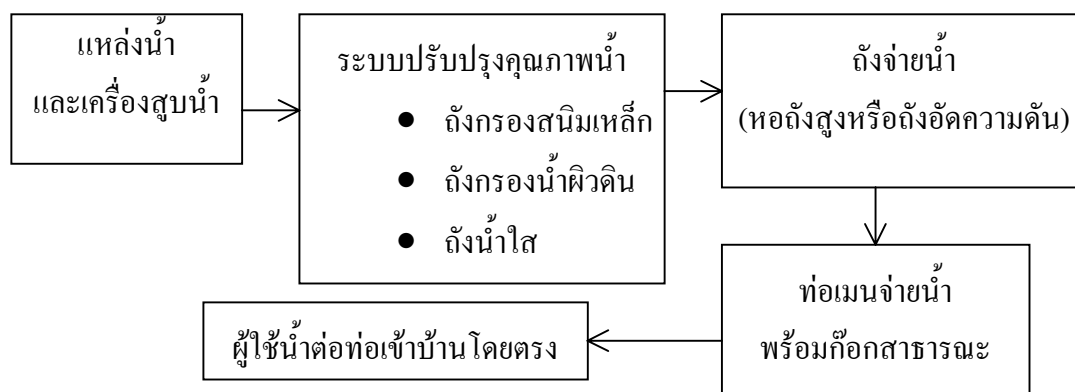 แหล่งน้ำ
และเครื่องสูบน้ำ
ระบบปรับปรุงคุณภาพน้ำ
● ถังกรองสนิมเหล็ก
● ถังกรองน้ำผิวดิน
● ถังน้ำใส
ถังจ่ายน้ำ
(หอถังสูงหรือถังอัดความดัน)
ท่อเมนจ่ายน้ำ
พร้อมก๊อกสาธารณะ
ผู้ใช้น้ำต่อท่อเข้าบ้านโดยตรง